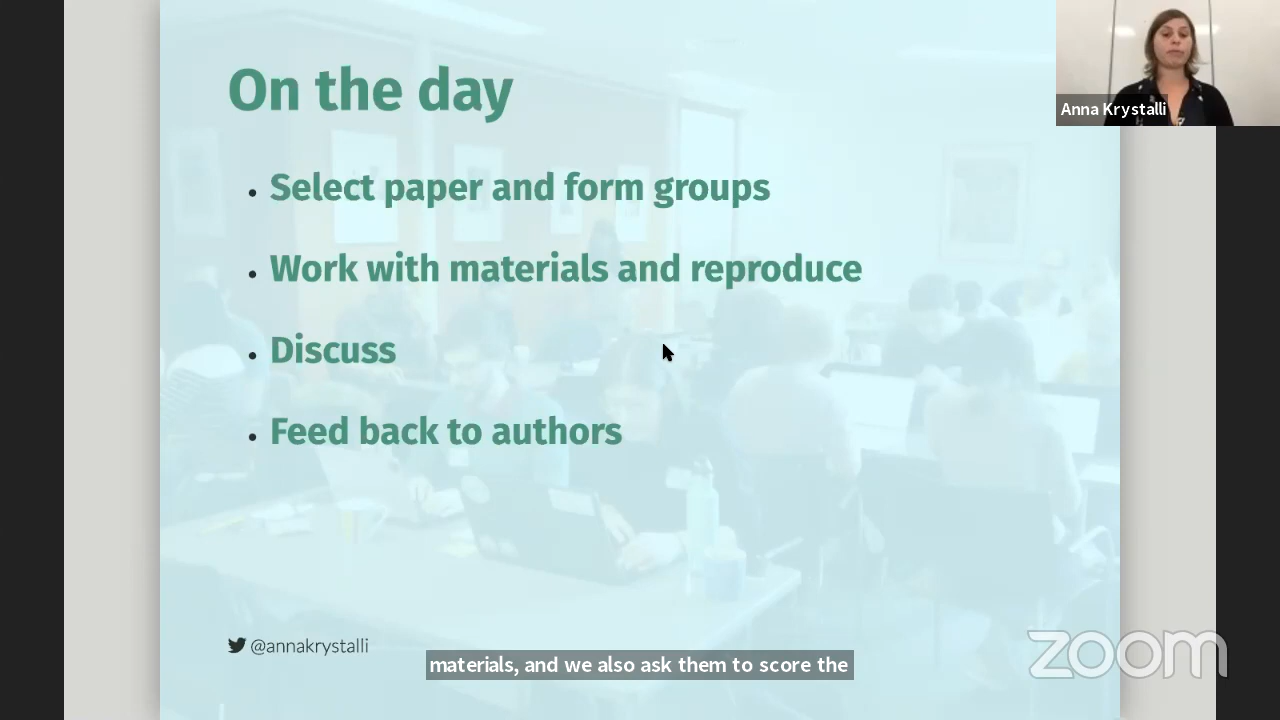 On the day
Anna Krystalli
• Select paper and form groups
• Work with materials and reproduce
• Discuss
• Feed back to authors
@annakrystalli
materials, and we also ask them to score the
zoom